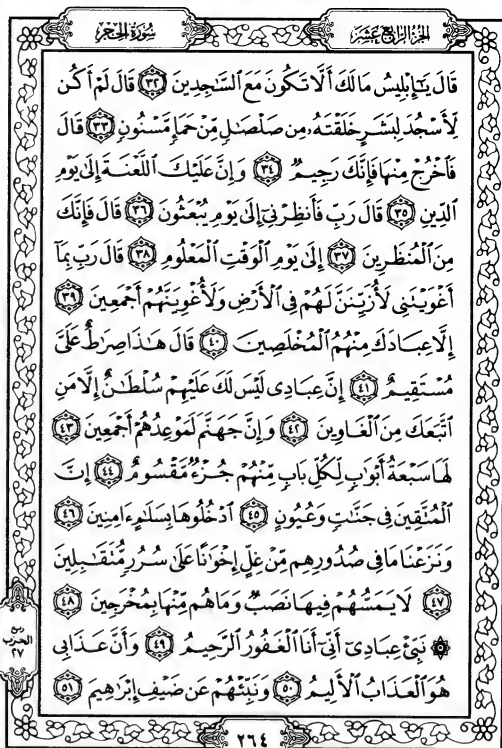 سُورَةُ الحِجْر
الجُزءُ الرَّابِعَ عَشَر
قَالَ يَٰٓإِبۡلِيسُ مَالَكَ أَلَّا تَكُونَ مَعَ ٱلسَّٰجِدِينَ ٣٢ قَالَ لَمۡ أَكُن
لِّأَسۡجُدَ لِبَشَرٍ خَلَقۡتَهُۥ مِن صَلۡصَٰلٖ مِّنۡ حَمَإٖ مَّسۡنُونٖ ٣٣ قَالَ
فَٱخۡرُجۡ مِنۡهَا فَإِنَّكَ رَجِيمٞ ٣٤ وَإِنَّ عَلَيۡكَ ٱللَّعۡنَةَ إِلَىٰ يَوۡمِ
ٱلدِّينِ ٣٥ قَالَ رَبِّ فَأَنظِرۡنِيٓ إِلَىٰ يَوۡمِ يُبۡعَثُونَ ٣٦ قَالَ فَإِنَّكَ
مِنَ ٱلۡمُنظَرِينَ ٣٧ إِلَىٰ يَوۡمِ ٱلۡوَقۡتِ ٱلۡمَعۡلُومِ ٣٨ قَالَ رَبِّ بِمَآ
أَغۡوَيۡتَنِي لَأُزَيِّنَنَّ لَهُمۡ فِي ٱلۡأَرۡضِ وَلَأُغۡوِيَنَّهُمۡ أَجۡمَعِينَ ٣٩
إِلَّا عِبَادَكَ مِنۡهُمُ ٱلۡمُخۡلَصِينَ ٤٠ قَالَ هَٰذَا صِرَٰطٌ عَلَيَّ
مُسۡتَقِيمٌ ٤١ إِنَّ عِبَادِي لَيۡسَ لَكَ عَلَيۡهِمۡ سُلۡطَٰنٌ إِلَّا مَنِ
ٱتَّبَعَكَ مِنَ ٱلۡغَاوِينَ ٤٢ وَإِنَّ جَهَنَّمَ لَمَوۡعِدُهُمۡ أَجۡمَعِينَ ٤٣
لَهَا سَبۡعَةُ أَبۡوَٰبٖ لِّكُلِّ بَابٖ مِّنۡهُمۡ جُزۡءٞ مَّقۡسُومٌ ٤٤ إِنَّ
ٱلۡمُتَّقِينَ فِي جَنَّٰتٖ وَعُيُونٍ ٤٥ ٱدۡخُلُوهَا بِسَلَٰمٍ ءَامِنِينَ ٤٦
وَنَزَعۡنَا مَا فِي صُدُورِهِم مِّنۡ غِلٍّ إِخۡوَٰنًا عَلَىٰ سُرُرٖ مُّتَقَٰبِلِينَ
٤٧ لَا يَمَسُّهُمۡ فِيهَا نَصَبٞ وَمَا هُم مِّنۡهَا بِمُخۡرَجِينَ ٤٨
۞ نَبِّئۡ عِبَادِيٓ أَنِّيٓ أَنَا ٱلۡغَفُورُ ٱلرَّحِيمُ ٤٩ وَأَنَّ عَذَابِي
هُوَ ٱلۡعَذَابُ ٱلۡأَلِيمُ ٥٠ وَنَبِّئۡهُمۡ عَن ضَيۡفِ إِبۡرَٰهِيمَ ٥١
ربع
الحزب
٢٧
٢٦٤